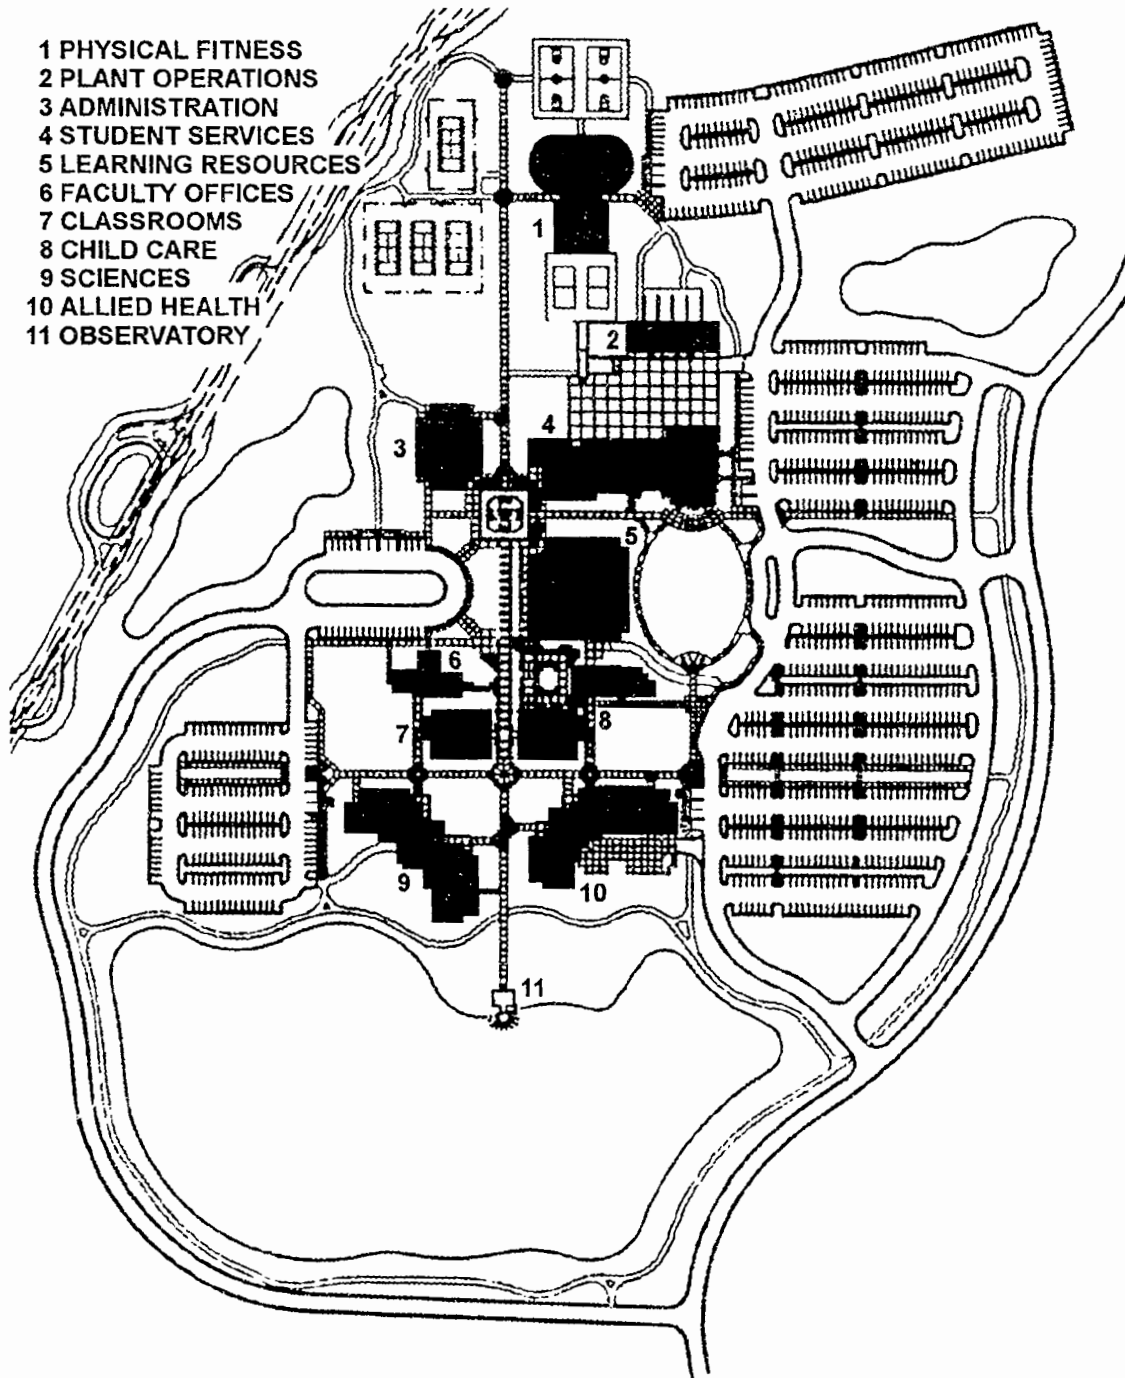 1 PHYSICAL FITNESS
2 PLANT OPERATIONS
3 ADMINISTRATION
4 STUDENT SERVICES
5 LEARNING RESOURCES
6 FACULTY OFFICES
7 CLASSROOMS
8 CHILD CARE
9 SCIENCES
10 ALLIED HEALTH
11 OBSERVATORY
1
2
4
3
5
6
7
8
9
10
11